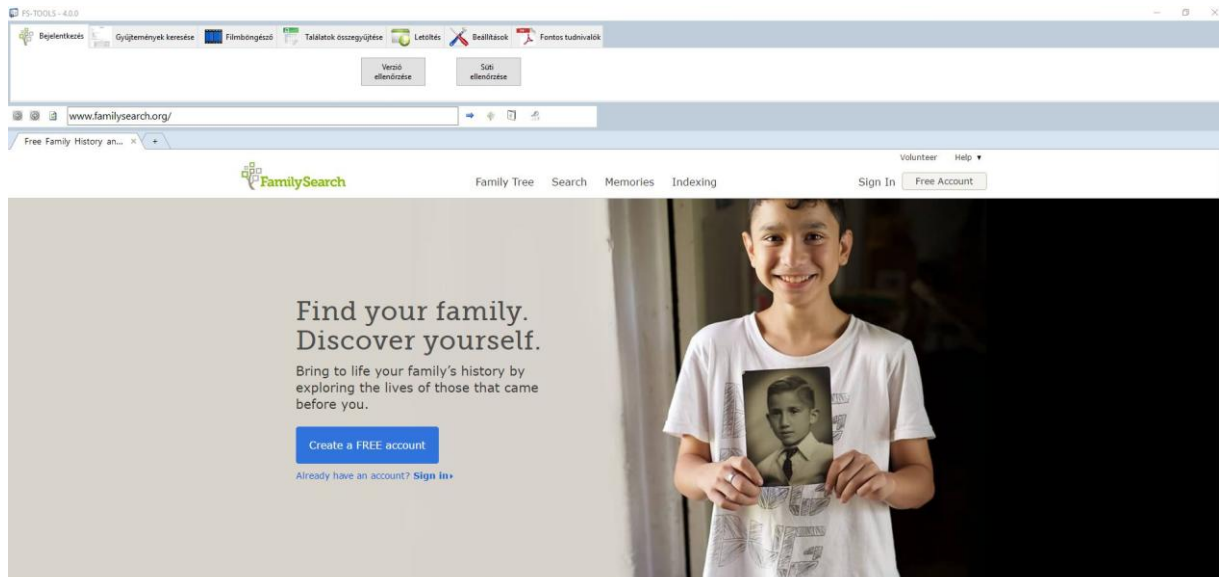 FS-TOOLS - 4.0.0
Bejelentkezés Gyűjtemények keresése Filmböngésző Találatok összegyűjtése Letöltés Beállítások Fontos tudnivalók
Verzió
ellenőrzése
Süti
ellenőrzése
www.familysearch.org/
Free Family History an... × +
Volunteer Help ▾
FamilySearch Family Tree Search Memories Indexing Sign In Free Account
Find your family.
Discover yourself.
Bring to life your family’s history by
exploring the lives of those that came
before you.
Create a FREE account
Already have an account? Sign in›